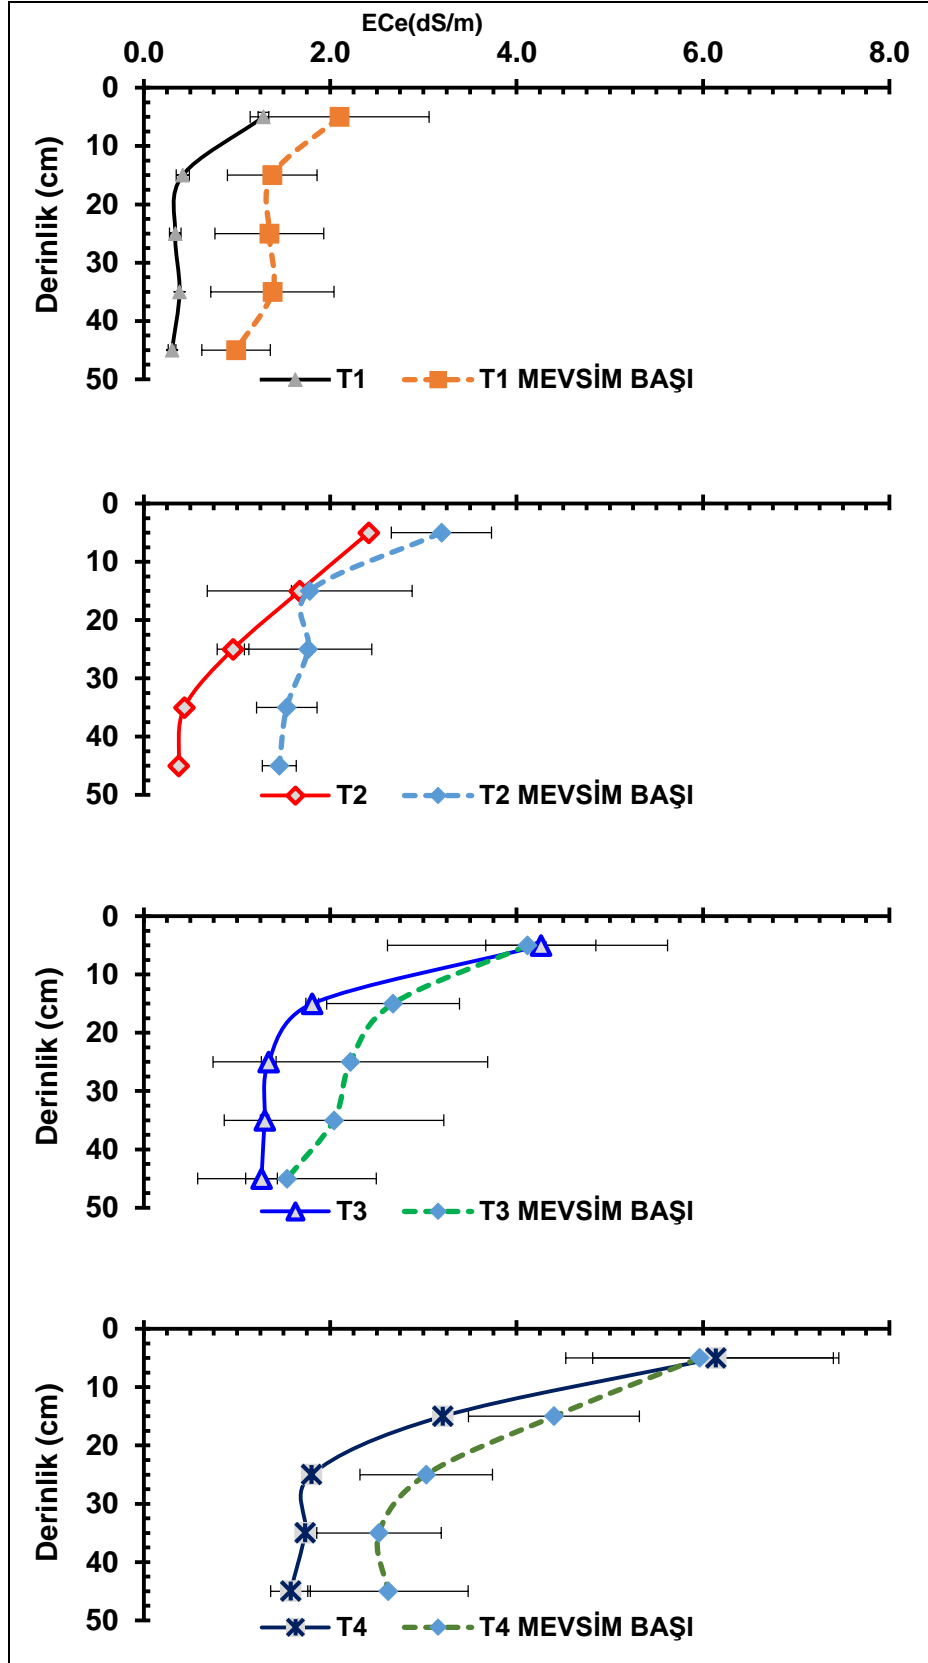 ECe(dS/m)
0.0 2.0 4.0 6.0 8.0
0
10
20
30
40
50
Derinlik (cm)
T1 T1 MEVSİM BAŞI
0
10
20
30
40
50
T2 T2 MEVSİM BAŞI
0
10
20
30
40
50
Derinlik (cm)
T3 T3 MEVSİM BAŞI
0
10
20
30
40
50
Derinlik (cm)
T4 T4 MEVSİM BAŞI